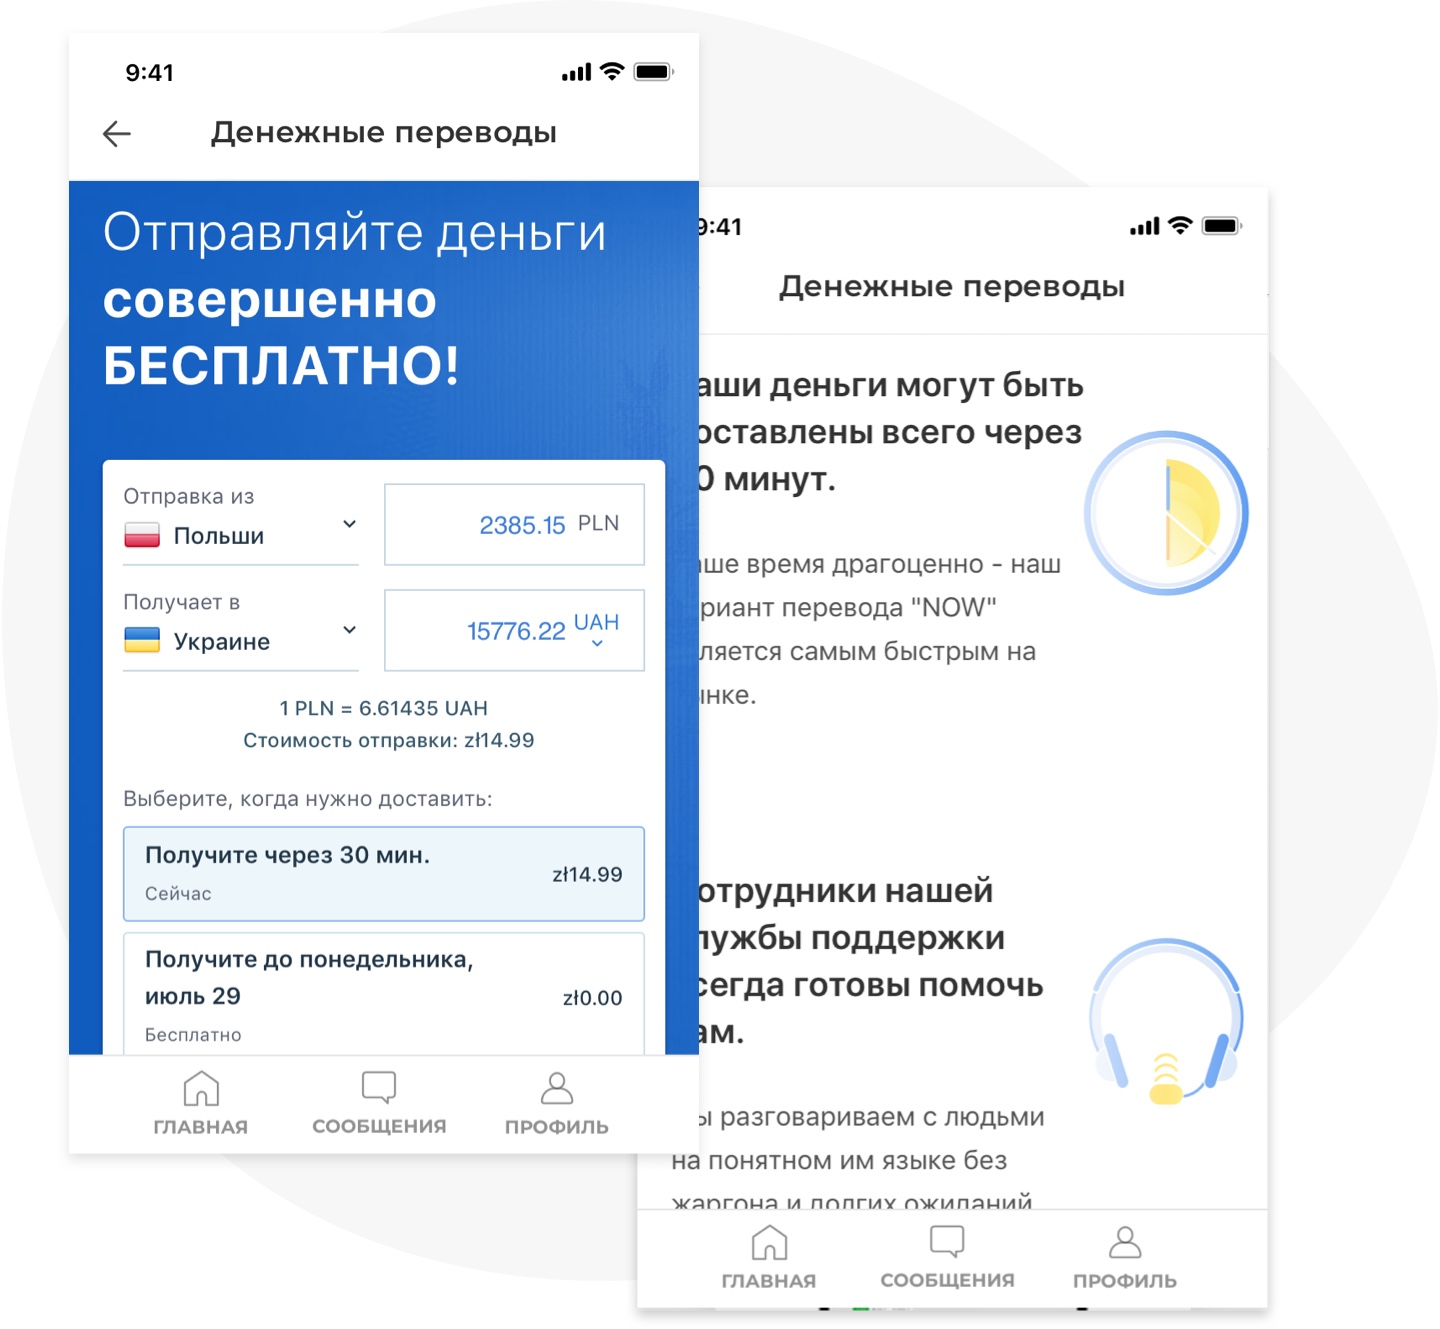 9:41
Денежные переводы
Отправляйте деньги
совершенно
БЕСПЛАТНО!
Отправка из
Польши
2385.15 PLN
Получает в
Украине
15776.22 UAH
1 PLN = 6.61435 UAH
Стоимость отправки: zł14.99
Выберите, когда нужно доставить:
Получите через 30 мин.
Сейчас
zł14.99
Получите до понедельника,
июль 29
zł0.00
Бесплатно
ГЛАВНАЯ
СООБЩЕНИЯ
ПРОФИЛЬ
9:41
Денежные переводы
аши деньги могут быть
оставлены всего через
0 минут.
аше время драгоценно - наш
риант перевода "NOW"
ляется самым быстрым на
нке.
отрудники нашей
лужбы поддержки
сегда готовы помочь
ам.
ы разговариваем с людьми
на понятном им языке без
жаргона и долгих ожиданий
ГЛАВНАЯ
СООБЩЕНИЯ
ПРОФИЛЬ